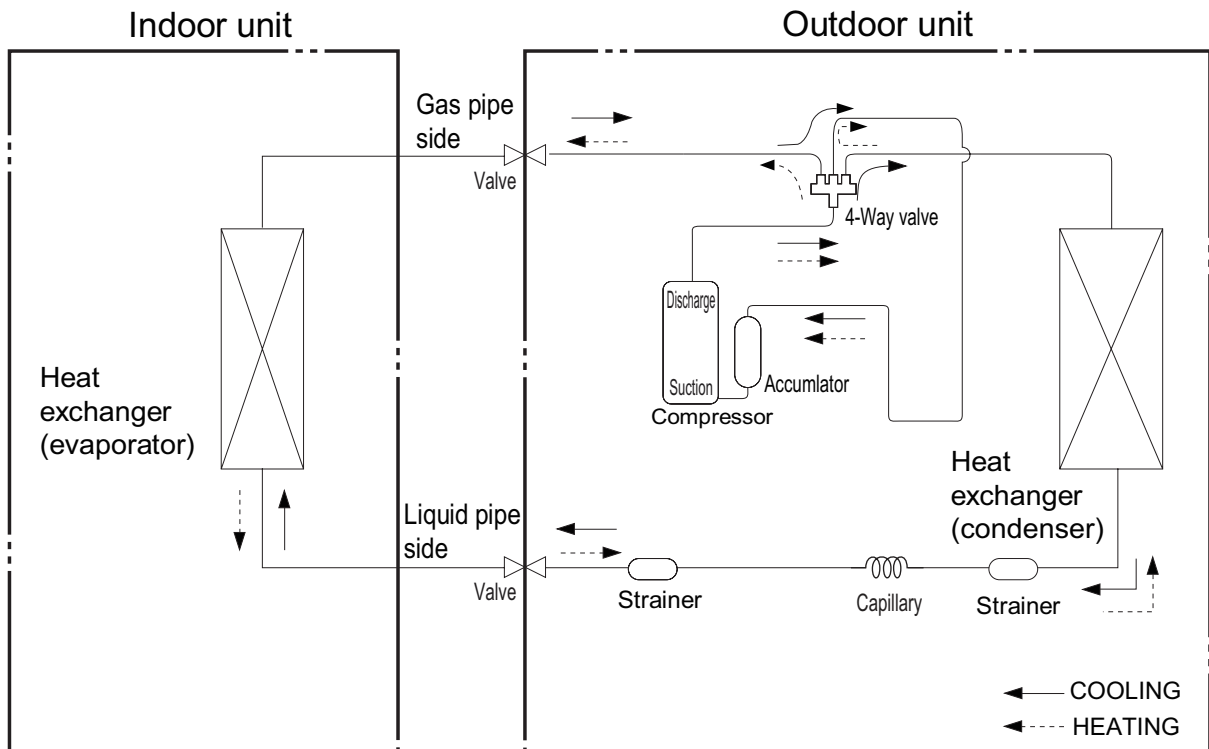 Indoor unit
Outdoor unit
Gas pipe
side
Valve
4-Way valve
Discharge
Suction
Accumlator
Compressor
Heat
exchanger
(evaporator)
Heat
exchanger
(condenser)
Liquid pipe
side
Valve
Strainer
Capillary
Strainer
COOLING
HEATING